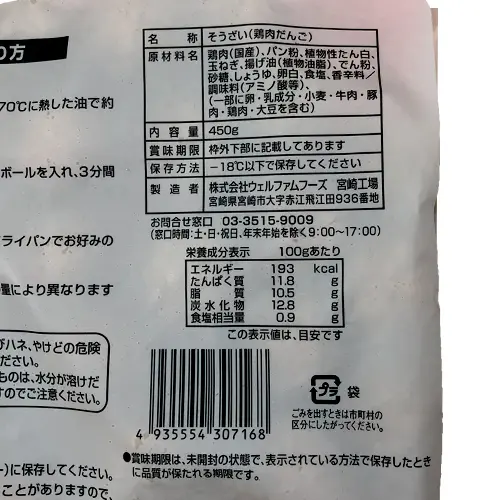 の方
70℃に熱した油で約
ボールを入れ、3分間
ライパンでお好みの
量により異なります
びハネ、やけどの危険
ださい。
ものは、水分が溶けだ
すのでご注意ください。
ー)に保存してください。
ことがありますので、
名 称 そうざい(鶏肉だんご)
原材料名 鶏肉(国産)、パン粉、植物性たん白、
玉ねぎ、揚げ油(植物油脂)、でん粉、
砂糖、しょうゆ、卵白、食塩、香辛料/
調味料(アミノ酸等)、
(一部に卵・乳成分・小麦・牛肉・豚
肉・鶏肉・大豆を含む)
内容量 450g
賞味期限 枠外下部に記載してあります
保存方法 −18℃以下で保存してください
製造者 株式会社ウェルファムフーズ 宮崎工場
宮崎県宮崎市大字赤江飛江田936番地
お問合せ窓口 03-3515-9009
(窓口時間:土・日・祝日、年末年始を除く9:00~17:00)
栄養成分表示 100gあたり
エネルギー 193 kcal
たんぱく質 11.8 g
脂質 10.5 g
炭水化物 12.8 g
食塩相当量 0.9 g
この表示値は、目安です
4 935554 307168
プラ 袋
ごみを出すときは市町村の
区分にしたがってください。
●賞味期限は、未開封の状態で、表示されている方法で保存したとき
に品質が保たれる期限です。